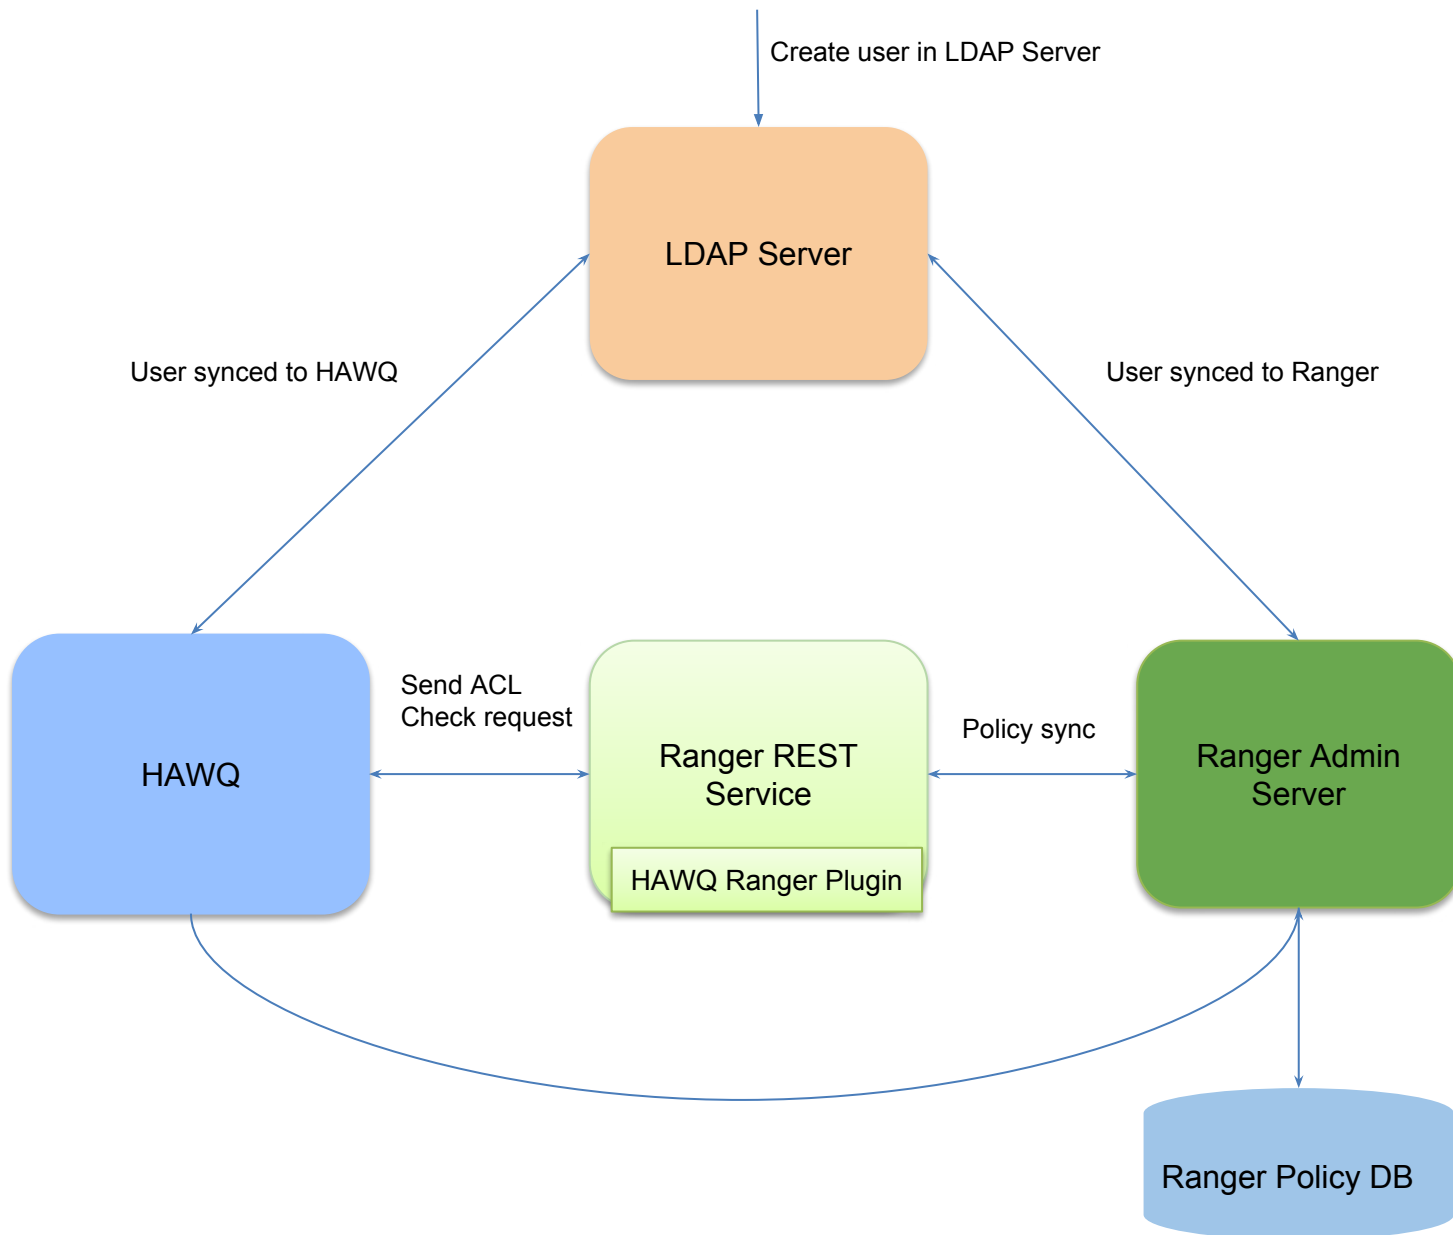 Create user in LDAP Server
LDAP Server
User synced to HAWQ
User synced to Ranger
Send ACL
Check request
Policy sync
HAWQ
Ranger REST
Service
Ranger Admin
Server
HAWQ Ranger Plugin
Ranger Policy DB